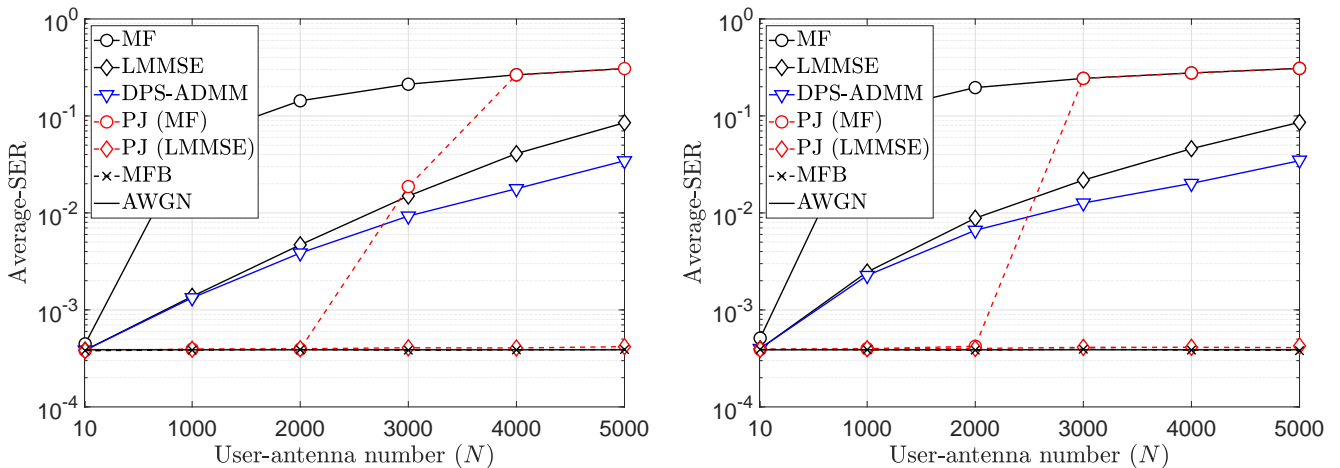 10^0
10^-1
10^-2
10^-3
10^-4
Average-SER
MF
LMMSE
DPS-ADMM
PJ (MF)
PJ (LMMSE)
MFB
AWGN
10 1000 2000 3000 4000 5000
User-antenna number (N)
10^0
10^-1
10^-2
10^-3
10^-4
Average-SER
MF
LMMSE
DPS-ADMM
PJ (MF)
PJ (LMMSE)
MFB
AWGN
10 1000 2000 3000 4000 5000
User-antenna number (N)